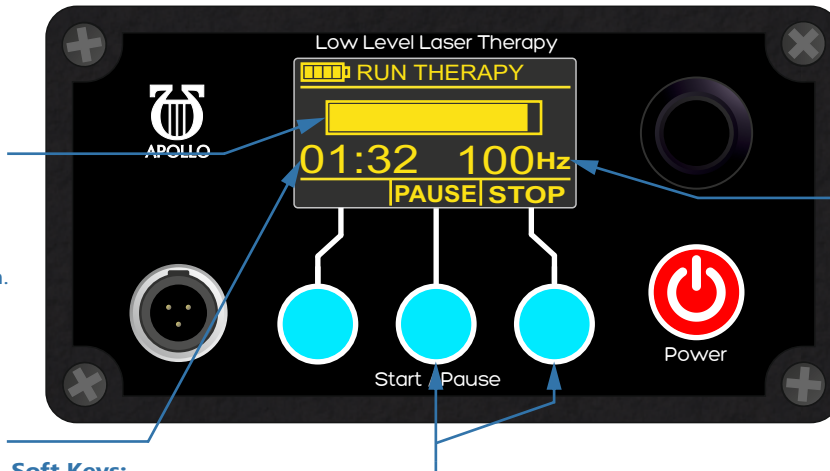 Low Level Laser Therapy
RUN THERAPY
APOLLO
01:32 100Hz
PAUSE STOP
Start / Pause
Power
Soft Keys: